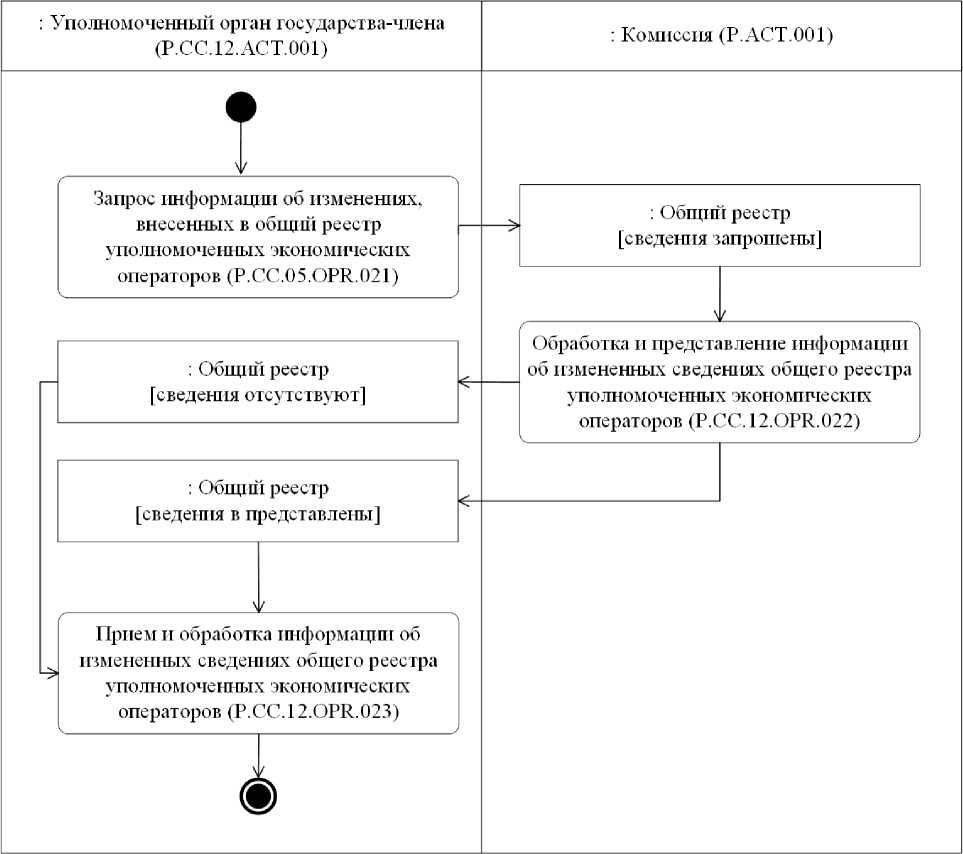 : Уполномоченный орган государства-члена
(P.CC.12.ACT.001)
: Комиссия (P.ACT.001)
Запрос информации об изменениях,
внесенных в общий реестр
уполномоченных экономических
операторов (P.CC.05.OPR.021)
: Общий реестр
[сведения запрошены]
Обработка и представление информации
об измененных сведениях общего реестра
уполномоченных экономических
операторов (P.CC.12.OPR.022)
: Общий реестр
[сведения отсутствуют]
: Общий реестр
[сведения в представлены]
Прием и обработка информации об
измененных сведениях общего реестра
уполномоченных экономических
операторов (P.CC.12.OPR.023)